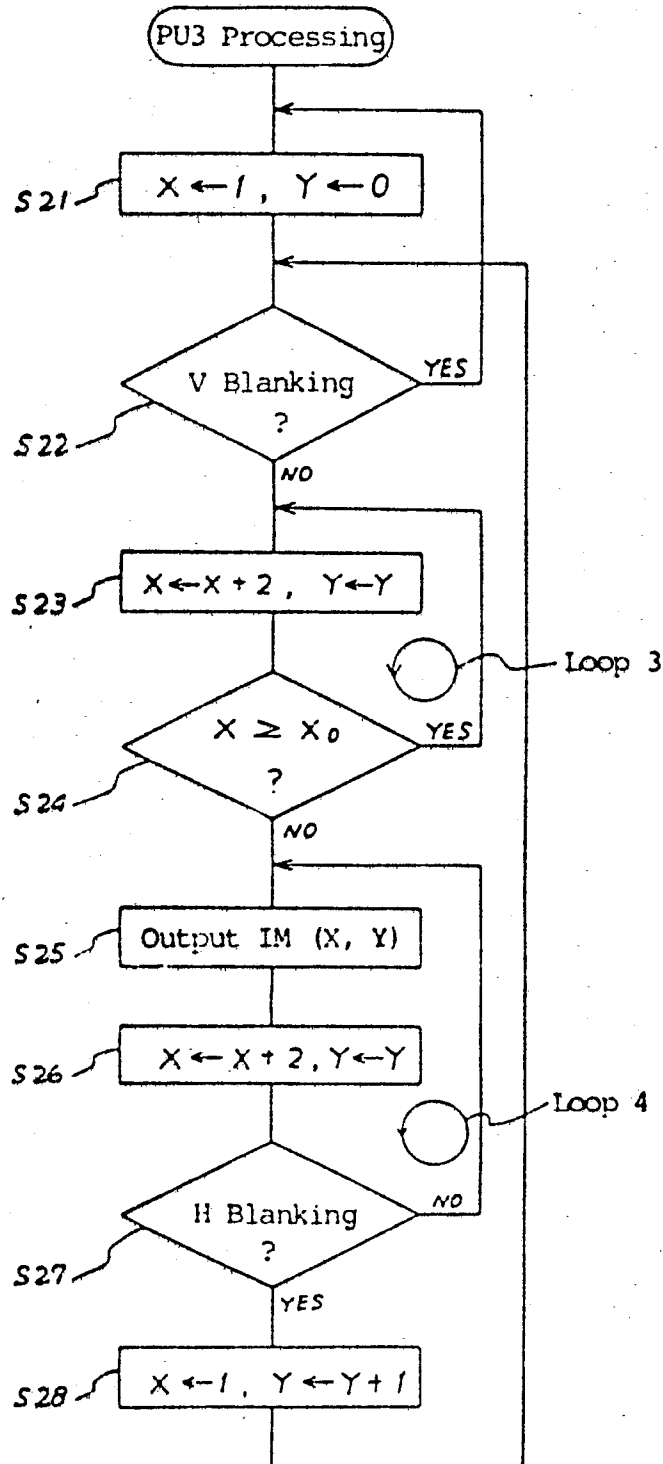 PU3 Processing
S21
X ← 1, Y ← 0
V Blanking
?
YES
S22
NO
S23
X ← X + 2, Y ← Y
Loop 3
X ≥ X₀
?
YES
S24
NO
S25
Output IM (X, Y)
S26
X ← X + 2, Y ← Y
Loop 4
H Blanking
?
NO
S27
YES
S28
X ← 1, Y ← Y + 1